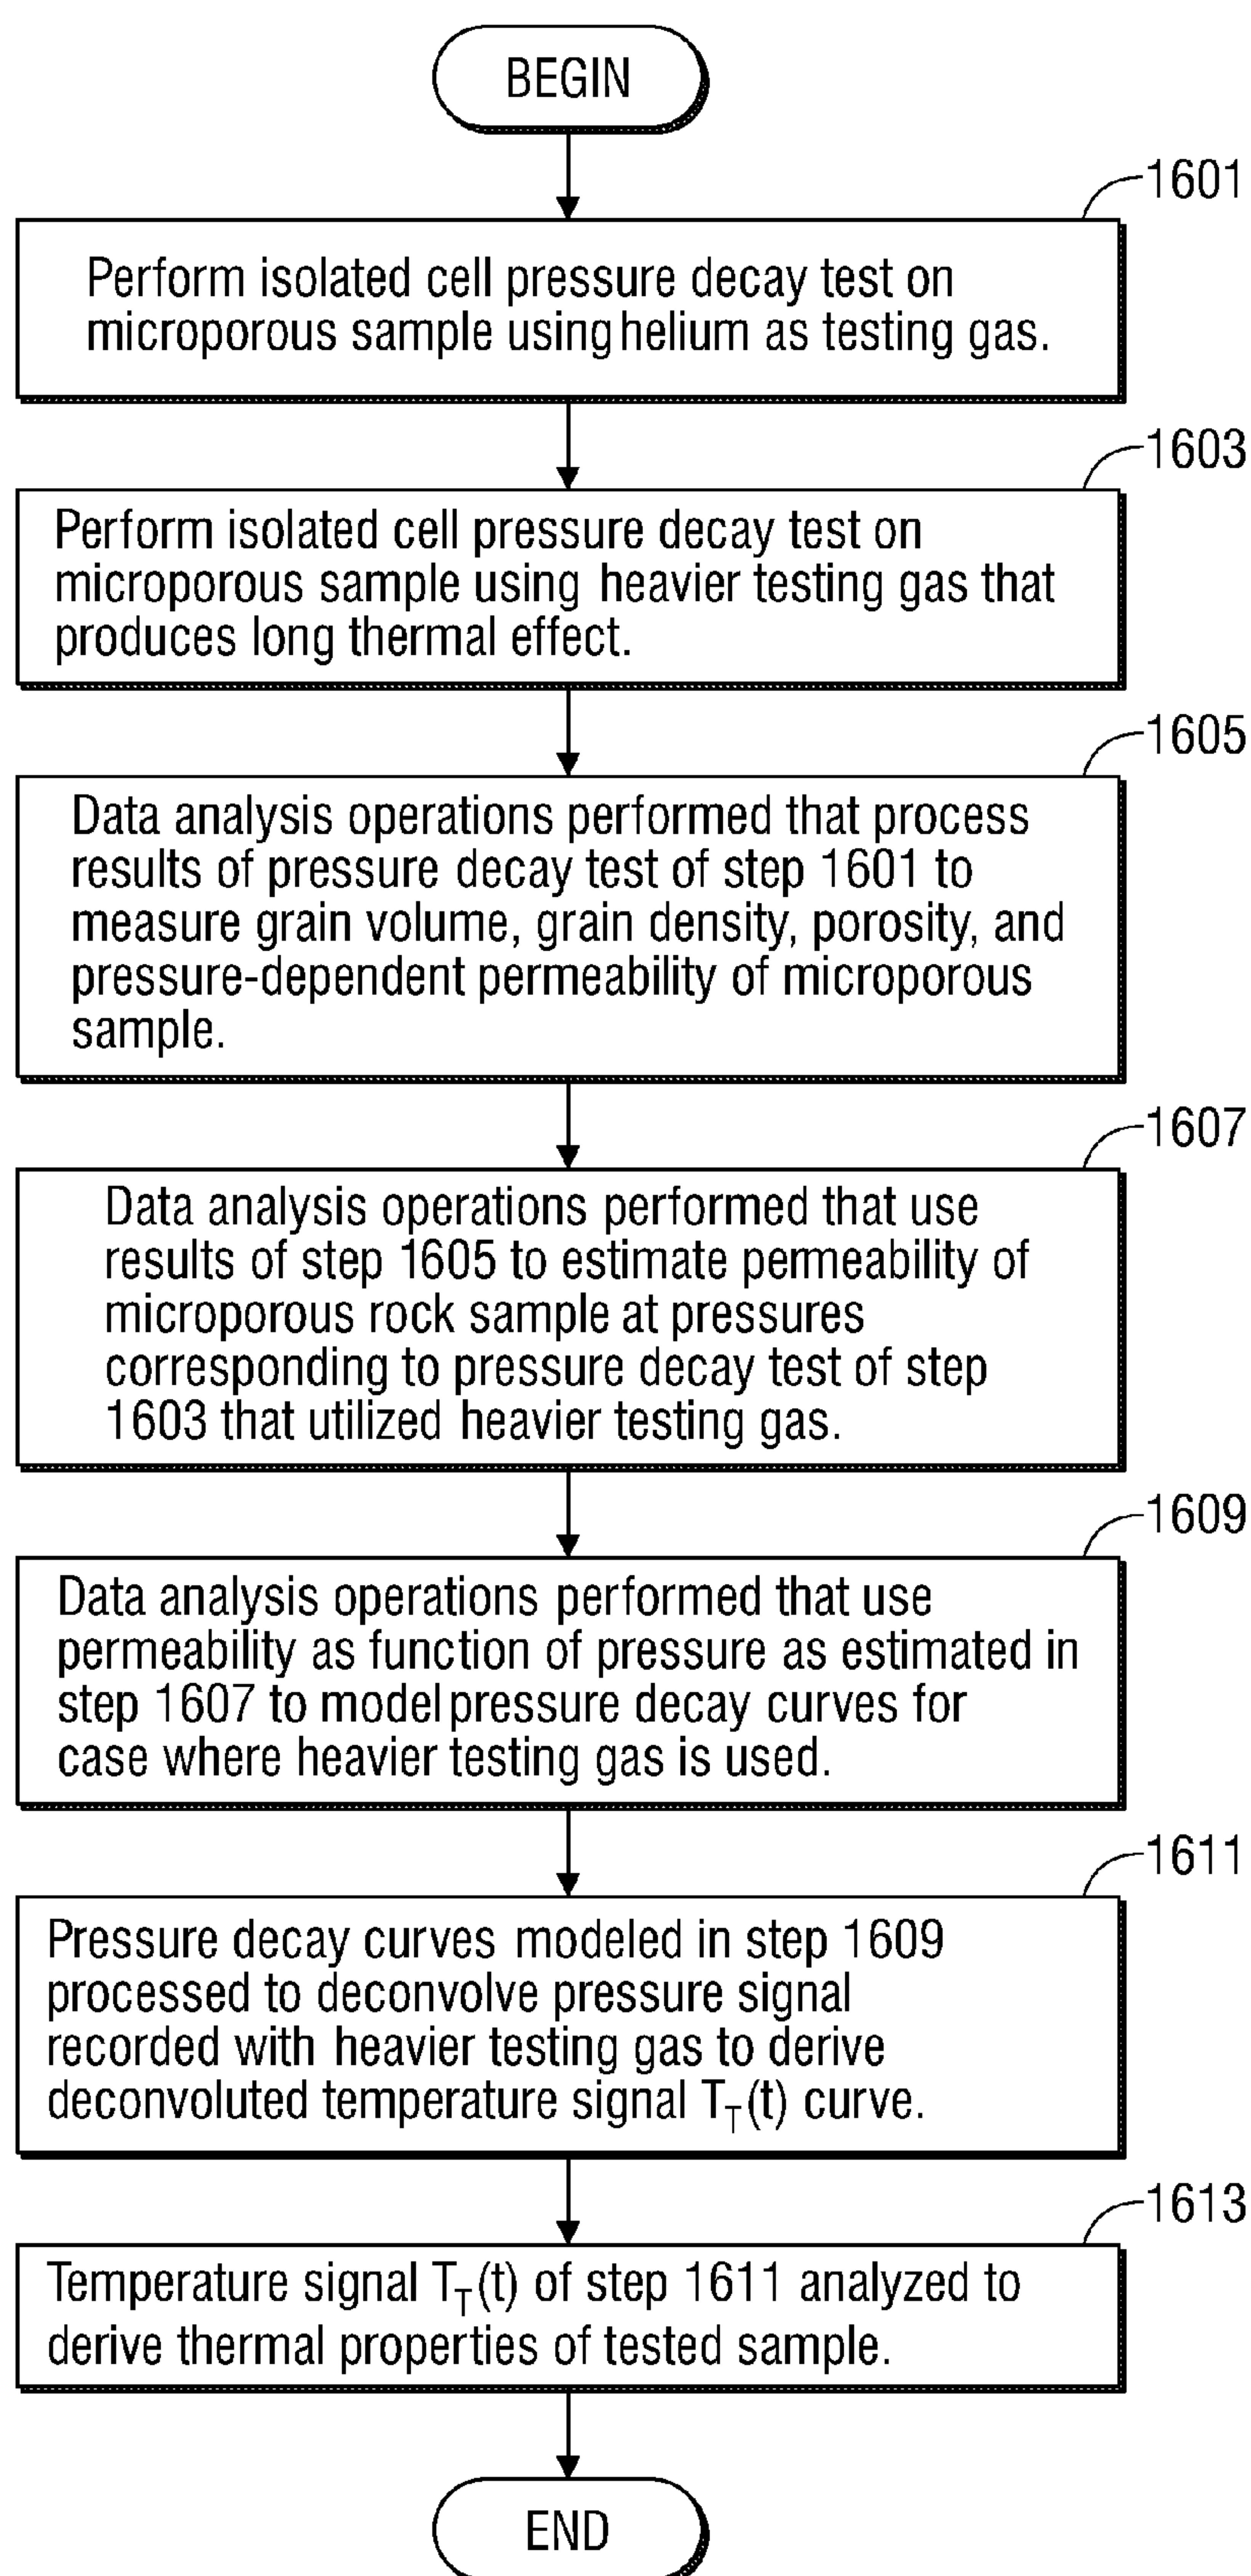 BEGIN
1601
Perform isolated cell pressure decay test on
microporous sample using helium as testing gas.
1603
Perform isolated cell pressure decay test on
microporous sample using heavier testing gas that
produces long thermal effect.
1605
Data analysis operations performed that process
results of pressure decay test of step 1601 to
measure grain volume, grain density, porosity, and
pressure-dependent permeability of microporous
sample.
1607
Data analysis operations performed that use
results of step 1605 to estimate permeability of
microporous rock sample at pressures
corresponding to pressure decay test of step
1603 that utilized heavier testing gas.
1609
Data analysis operations performed that use
permeability as function of pressure as estimated in
step 1607 to model pressure decay curves for
case where heavier testing gas is used.
1611
Pressure decay curves modeled in step 1609
processed to deconvolve pressure signal
recorded with heavier testing gas to derive
deconvoluted temperature signal T_T(t) curve.
1613
Temperature signal T_T(t) of step 1611 analyzed to
derive thermal properties of tested sample.
END